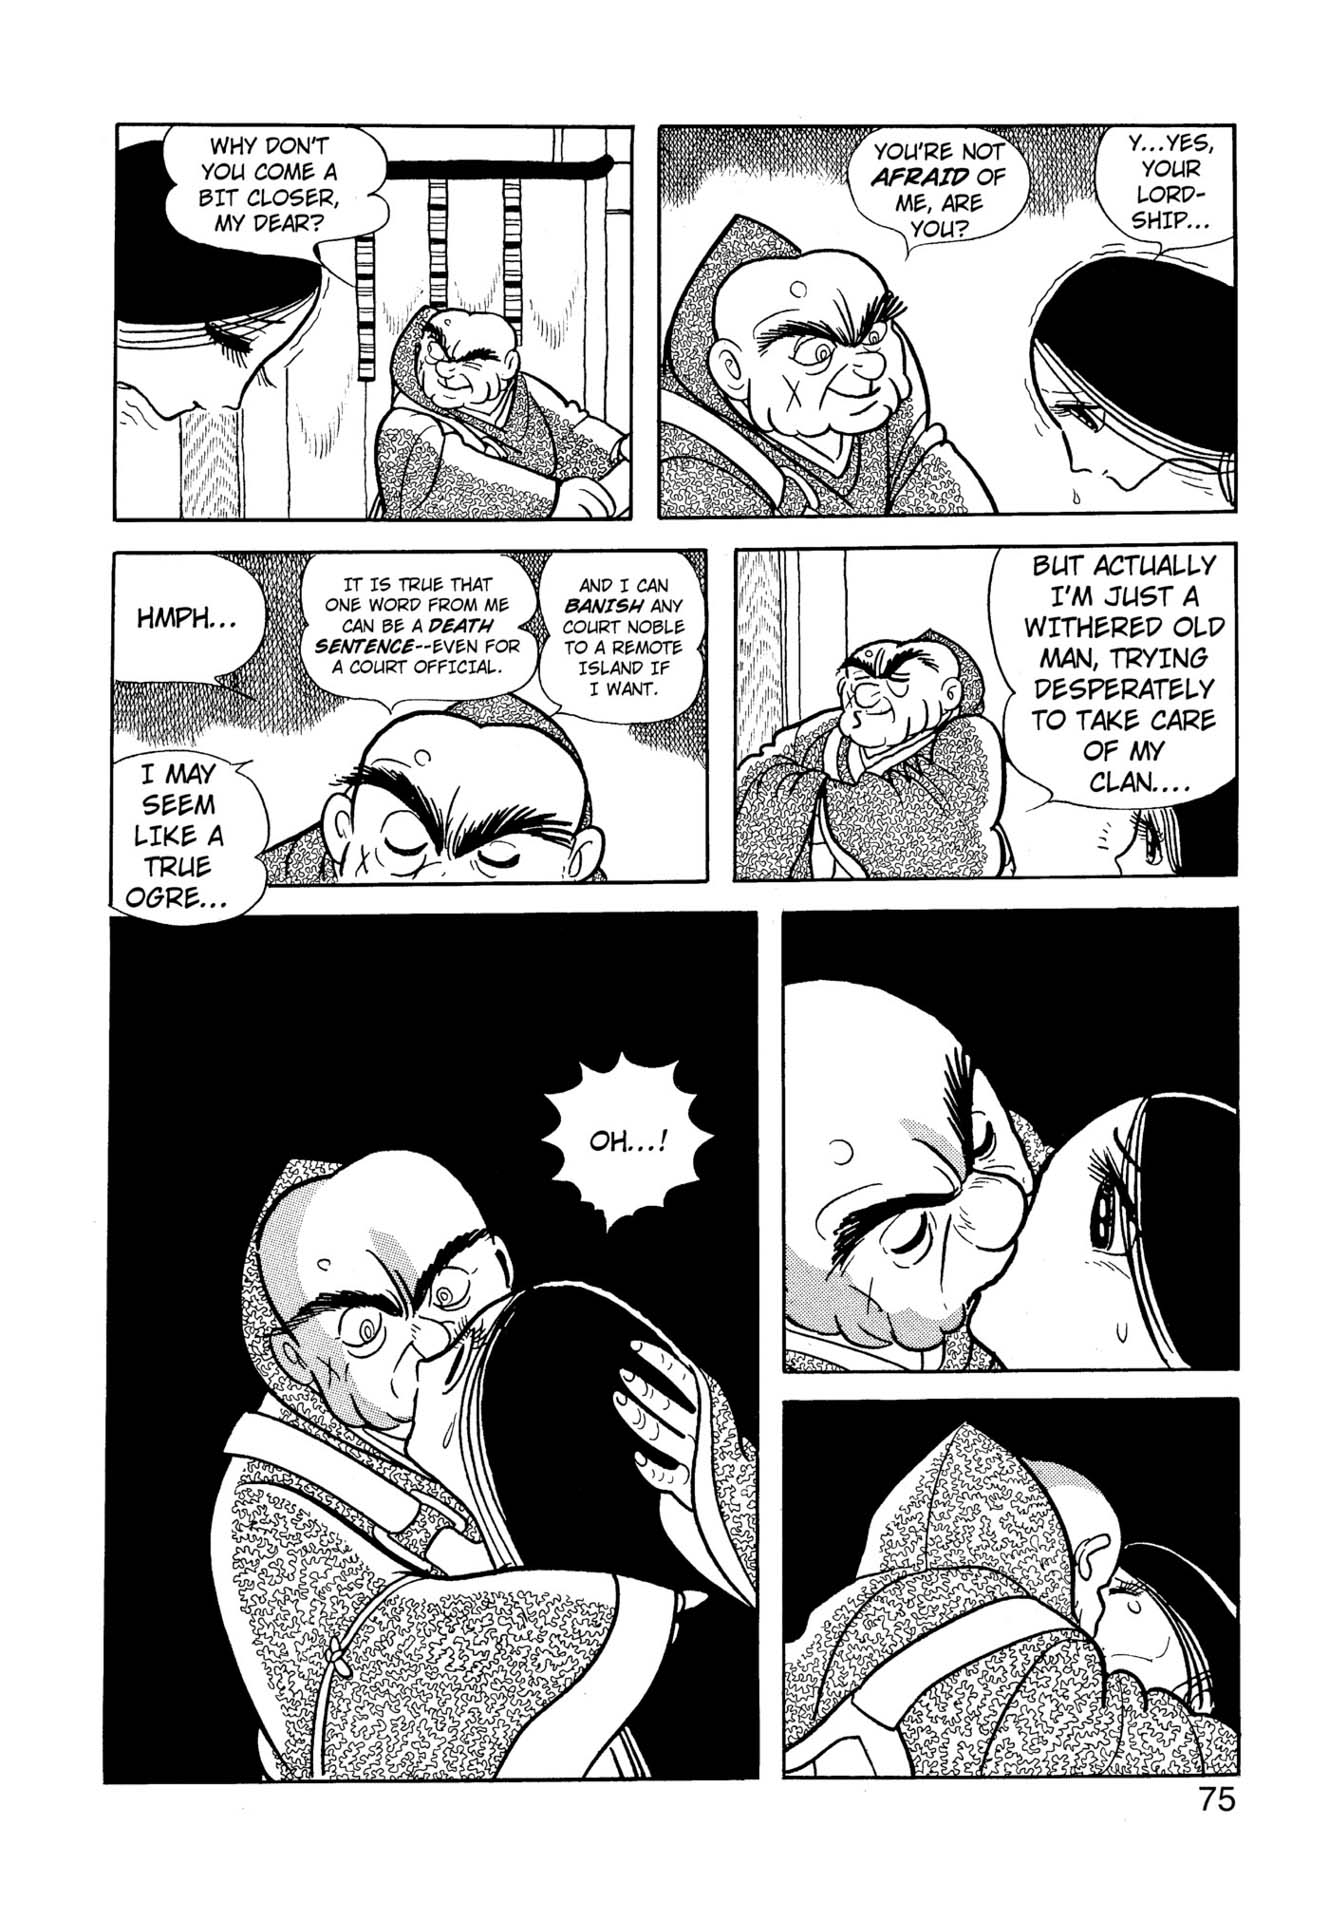 WHY DON'T
YOU COME A
BIT CLOSER,
MY DEAR?
YOU'RE NOT
AFRAID OF
ME, ARE
YOU?
Y...YES,
YOUR
LORD-
SHIP...
HMPH...
IT IS TRUE THAT
ONE WORD FROM ME
CAN BE A DEATH
SENTENCE--EVEN FOR
A COURT OFFICIAL.
AND I CAN
BANISH ANY
COURT NOBLE
TO A REMOTE
ISLAND IF
I WANT.
I MAY
SEEM
LIKE A
TRUE
OGRE...
BUT ACTUALLY
I'M JUST A
WITHERED OLD
MAN, TRYING
DESPERATELY
TO TAKE CARE
OF MY
CLAN....
OH...!
75